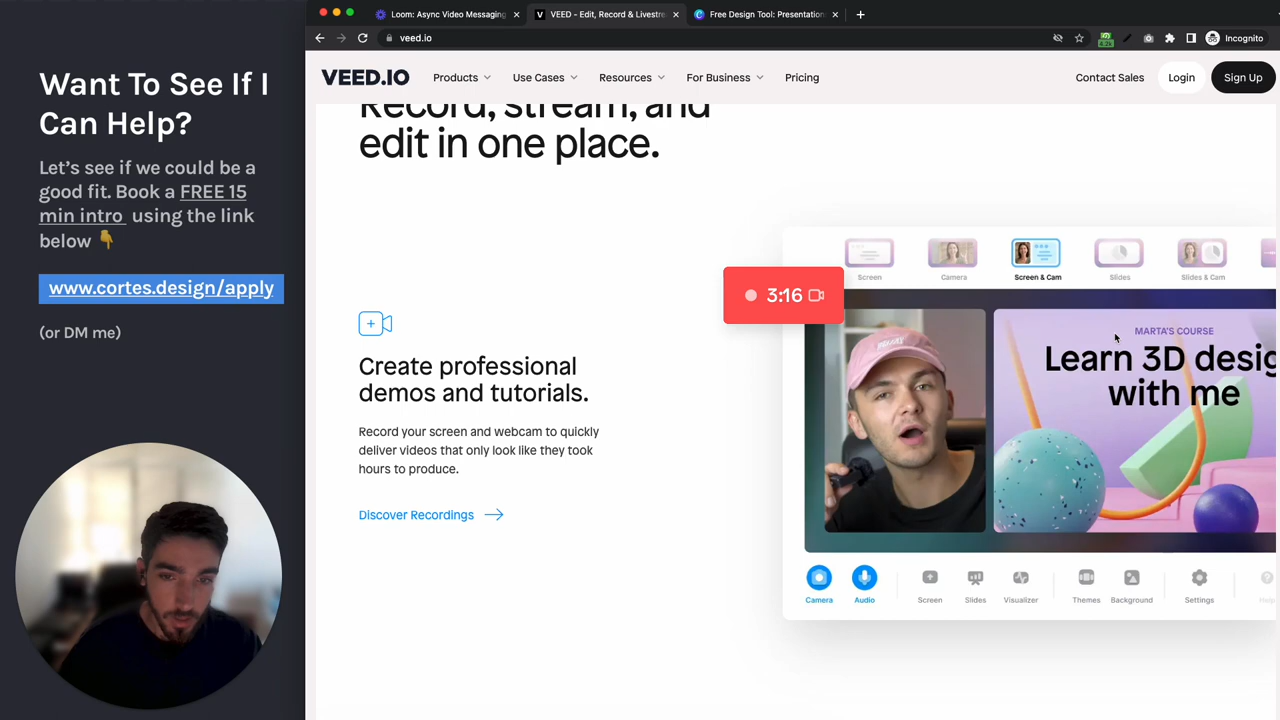 Want To See If I
Can Help?
Let's see if we could be a
good fit. Book a FREE 15
min intro using the link
below 👇
www.cortes.design/apply
(or DM me)
Loom: Async Video Messaging
VEED - Edit, Record & Livestre
Free Design Tool: Presentation
veed.io
Incognito
VEED.IO
Products
Use Cases
Resources
For Business
Pricing
Contact Sales
Login
Sign Up
Record, stream, and
edit in one place.
Create professional
demos and tutorials.
Record your screen and webcam to quickly
deliver videos that only look like they took
hours to produce.
Discover Recordings
Screen
Camera
Screen & Cam
Slides
Slides & Cam
3:16
MARTA'S COURSE
Learn 3D desig
with me
Camera
Audio
Screen
Slides
Visualizer
Themes
Background
Settings